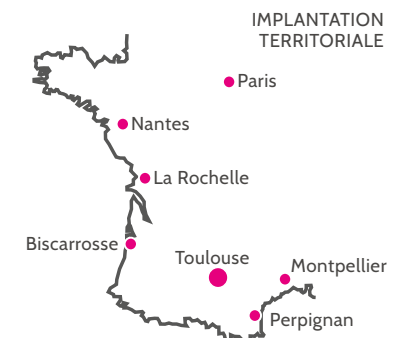 IMPLANTATION
TERRITORIALE
Paris
Nantes
La Rochelle
Biscarrosse
Toulouse
Montpellier
Perpignan